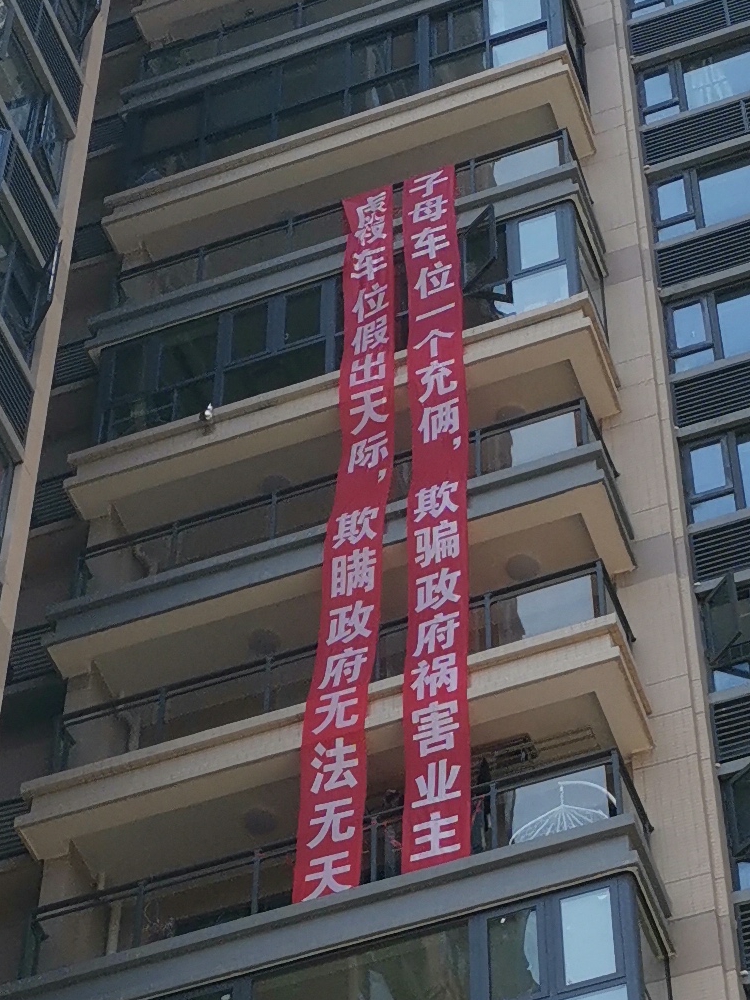 子母车位一个充俩，欺骗政府祸害业主
车位假出天际，欺瞒政府无法无天